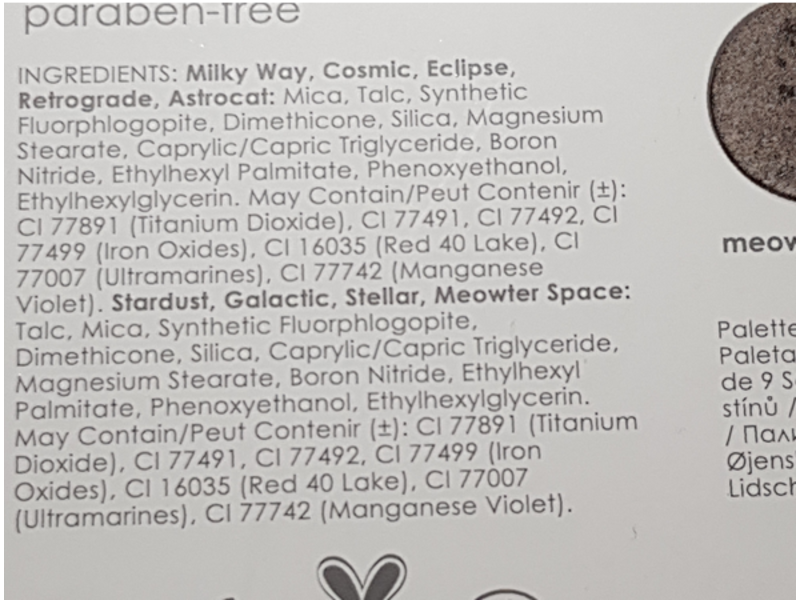 paraben-free
INGREDIENTS: Milky Way, Cosmic, Eclipse,
Retrograde, Astrocat: Mica, Talc, Synthetic
Fluorphlogopite, Dimethicone, Silica, Magnesium
Stearate, Caprylic/Capric Triglyceride, Boron
Nitride, Ethylhexyl Palmitate, Phenoxyethanol,
Ethylhexylglycerin. May Contain/Peut Contenir (±):
CI 77891 (Titanium Dioxide), CI 77491, CI 77492, CI
77499 (Iron Oxides), CI 16035 (Red 40 Lake), CI
77007 (Ultramarines), CI 77742 (Manganese
Violet). Stardust, Galactic, Stellar, Meowter Space:
Talc, Mica, Synthetic Fluorphlogopite,
Dimethicone, Silica, Caprylic/Capric Triglyceride,
Magnesium Stearate, Boron Nitride, Ethylhexyl
Palmitate, Phenoxyethanol, Ethylhexylglycerin.
May Contain/Peut Contenir (±): CI 77891 (Titanium
Dioxide), CI 77491, CI 77492, CI 77499 (Iron
Oxides), CI 16035 (Red 40 Lake), CI 77007
(Ultramarines), CI 77742 (Manganese Violet).
meow
Palette
Paleta
de 9 S
stínů /
/ Пал
Øjens
Lidsch